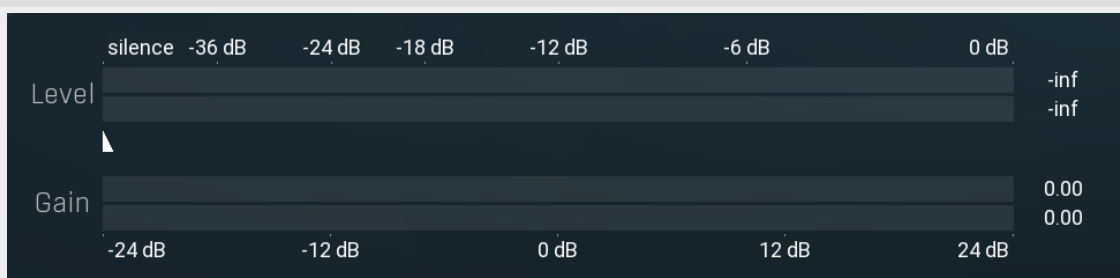 silence -36 dB -24 dB -18 dB -12 dB -6 dB 0 dB
Level -inf
-inf
Gain 0.00
0.00
-24 dB -12 dB 0 dB 12 dB 24 dB